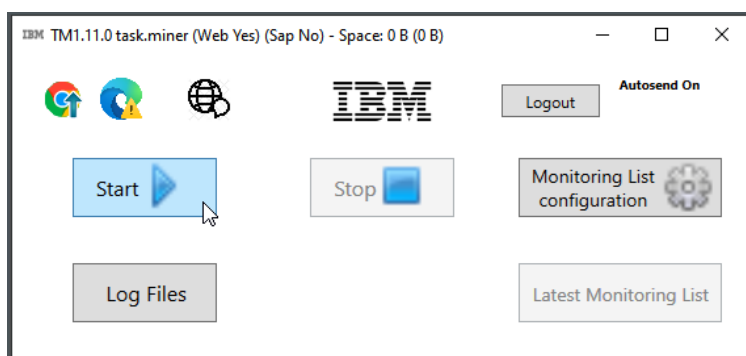 IBM TM1.11.0 task.miner (Web Yes) (Sap No) - Space: 0 B (0 B)
IBM
Logout
Autosend On
Start
Stop
Monitoring List
configuration
Log Files
Latest Monitoring List